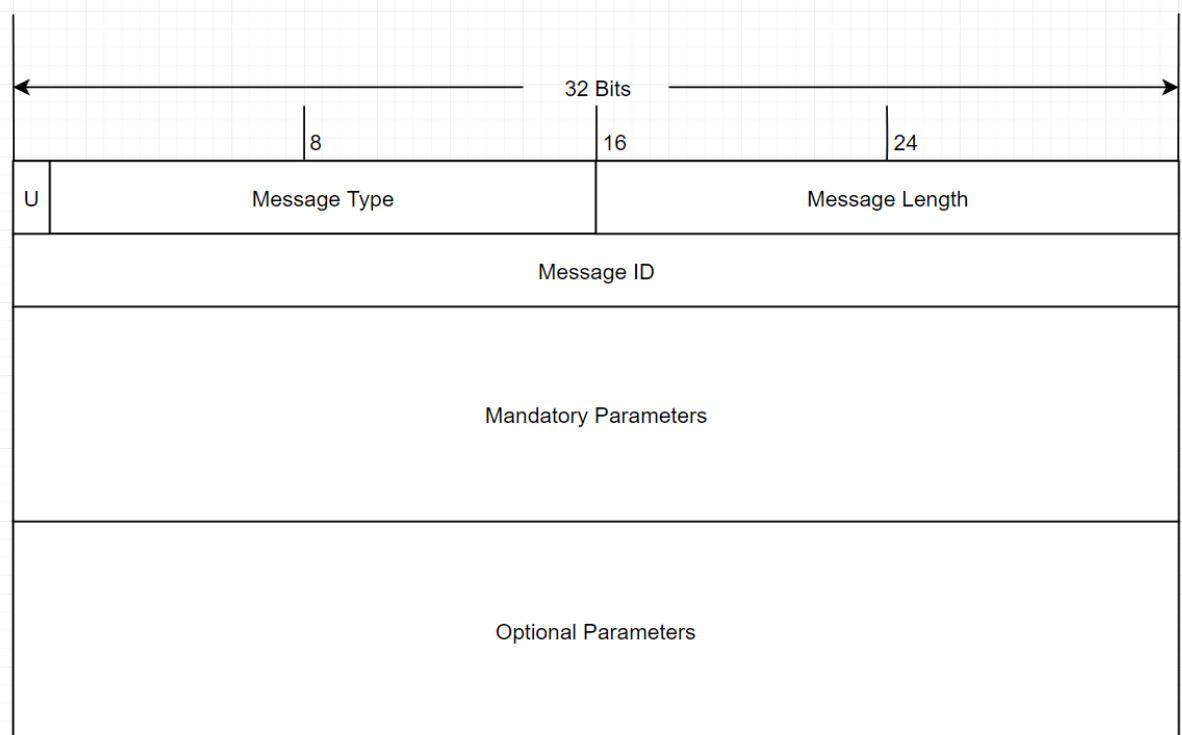 32 Bits
8 16 24
U Message Type Message Length
Message ID
Mandatory Parameters
Optional Parameters